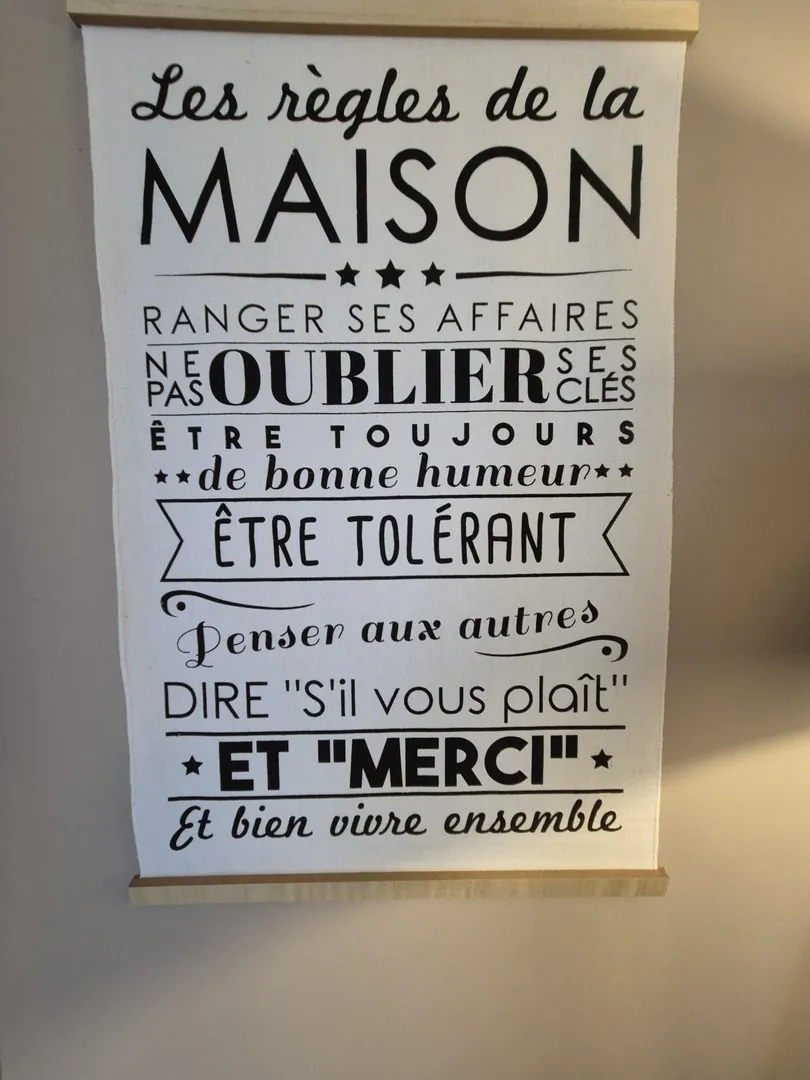 Les règles de la
MAISON
RANGER SES AFFAIRES
NE PAS OUBLIER SES CLÉS
ÊTRE TOUJOURS
de bonne humeur
ÊTRE TOLÉRANT
Penser aux autres
DIRE "S'il vous plaît"
ET "MERCI"
Et bien vivre ensemble